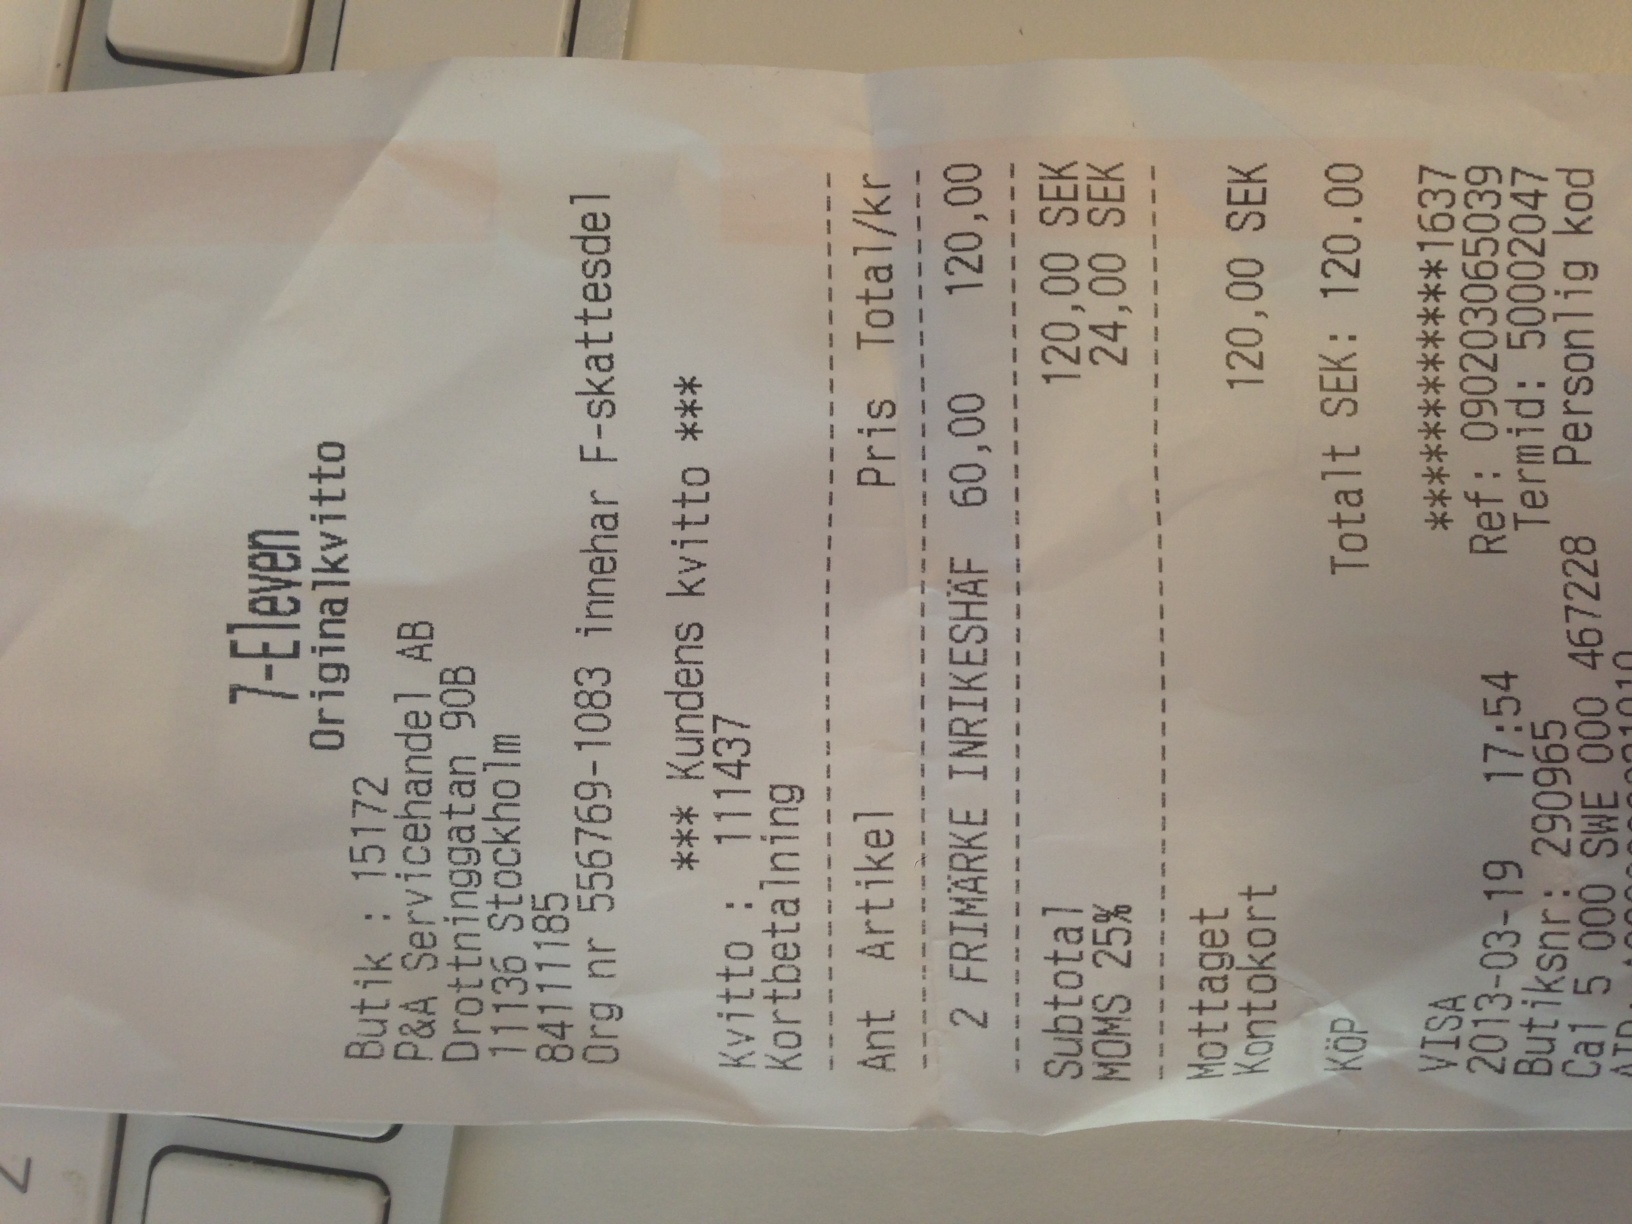 7-Eleven
Originalkvitto
Butik : 15172
P&A Servicehandel AB
Drottninggatan 90B
11136 Stockholm
84111185
Org nr 556769-1083 innehar F-skattesdel
*** Kundens kvitto ***
Kvitto : 111437
Kortbetalning
Ant Artikel Pris Total/kr
2 FRIMÄRKE INRIKESHÄF 60,00 120,00
Subtotal 120,00 SEK
MOMS 25% 24,00 SEK
Mottaget
Kontokort 120,00 SEK
KÖP Totalt SEK: 120.00
VISA ************1637
2013-03-19 17:54 Ref: 090203065039
Butiksnr: 290965 Termid: 50002047
Ca1 5 000 SWE 000 467228 Personlig kod